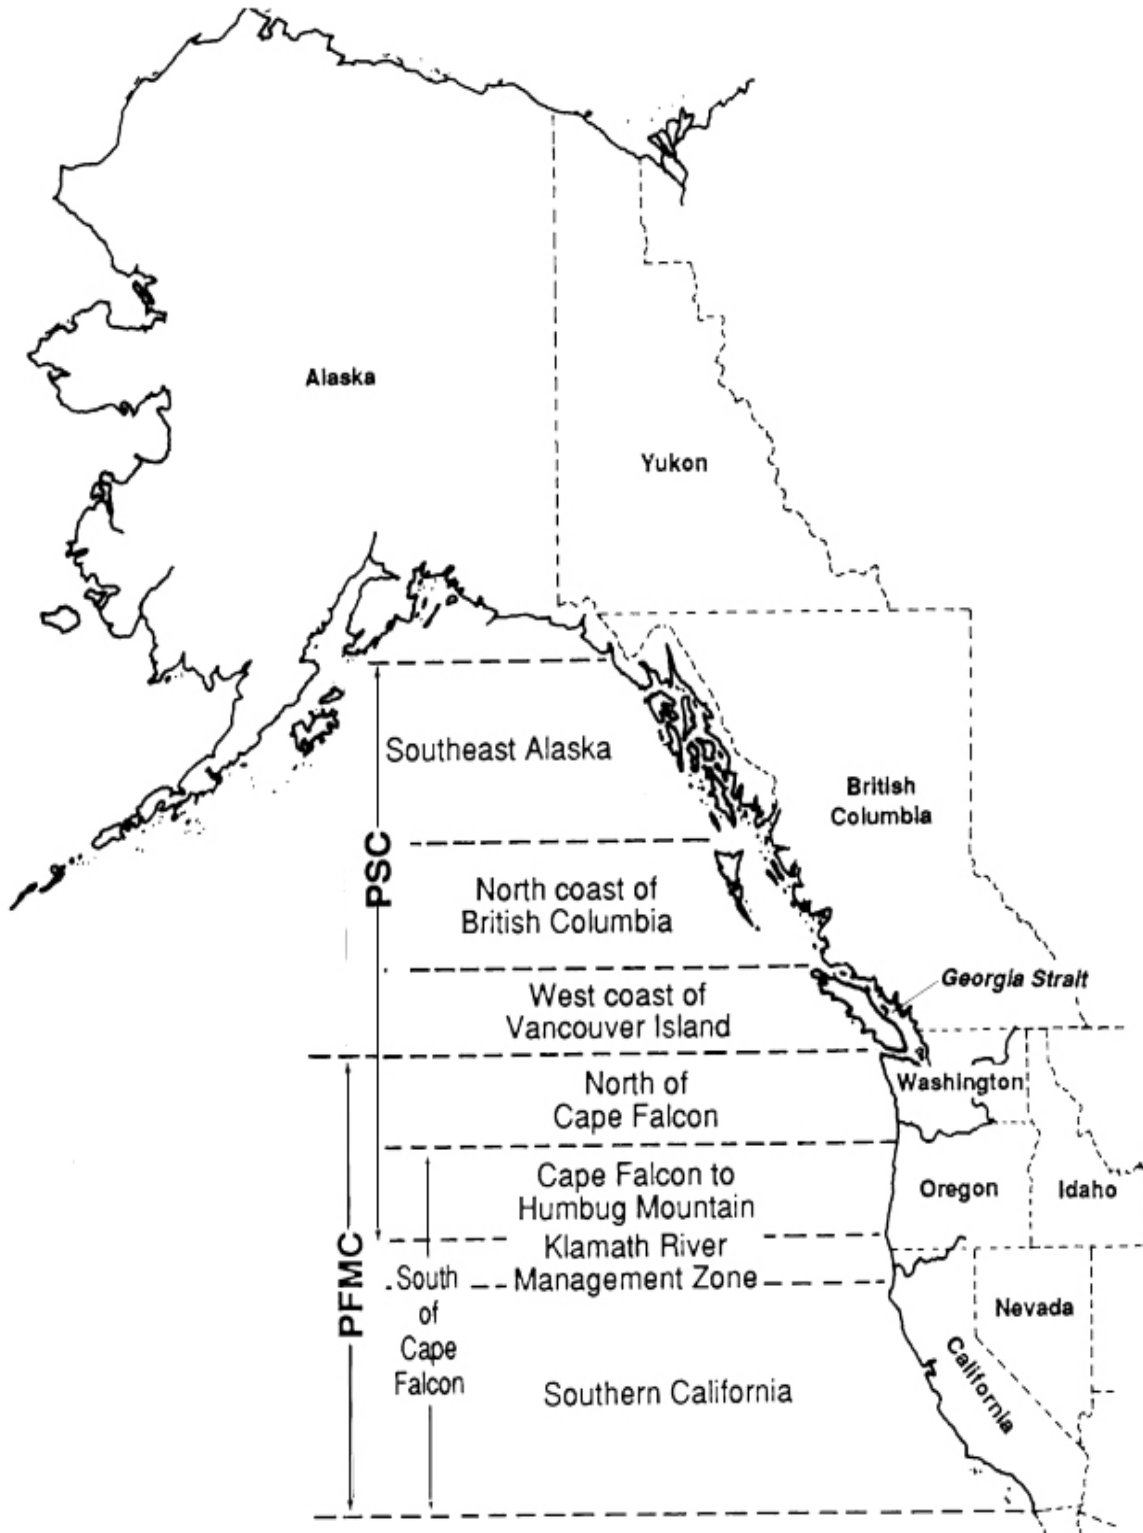 Alaska
Yukon
Southeast Alaska
British
Columbia
PSC
North coast of
British Columbia
Georgia Strait
West coast of
Vancouver Island
North of
Cape Falcon
Washington
Cape Falcon to
Humbug Mountain
Oregon
Idaho
PFMC
Klamath River
Management Zone
South
of
Cape
Falcon
Nevada
California
Southern California